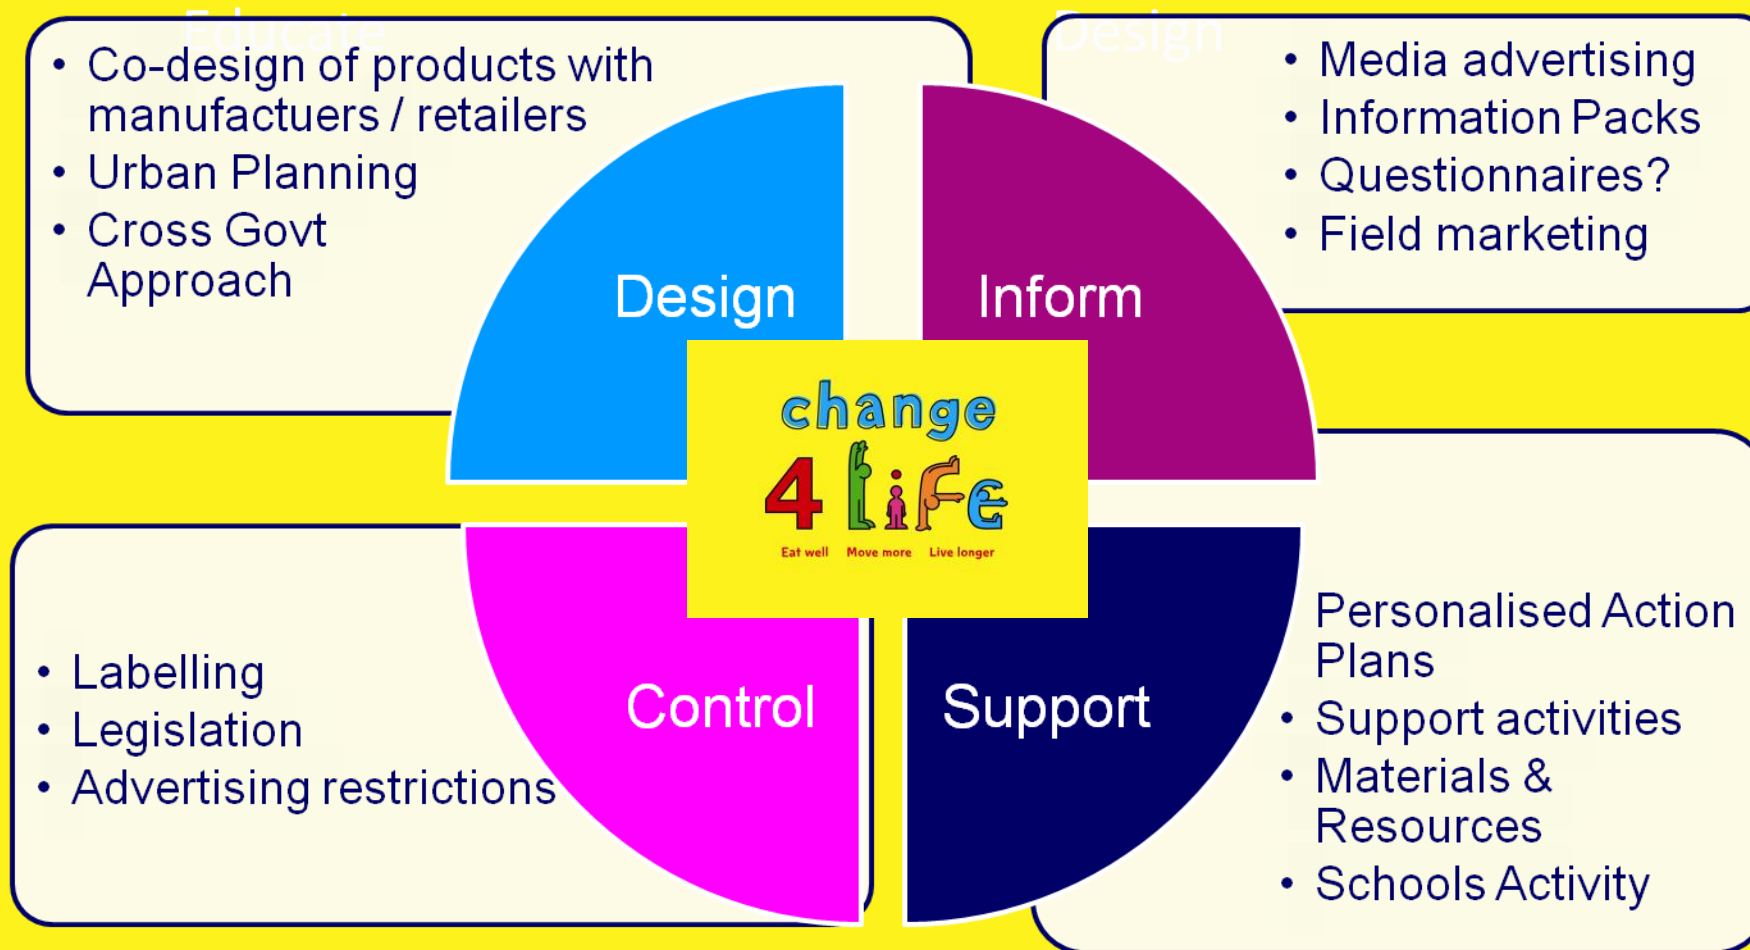 Educate
• Co-design of products with
manufactuers / retailers
• Urban Planning
• Cross Govt
Approach
Design
• Media advertising
• Information Packs
• Questionnaires?
• Field marketing
Design
Inform
change
4 LiFe
Eat well Move more Live longer
• Labelling
• Legislation
• Advertising restrictions
Control
Support
Personalised Action
Plans
• Support activities
• Materials &
Resources
• Schools Activity